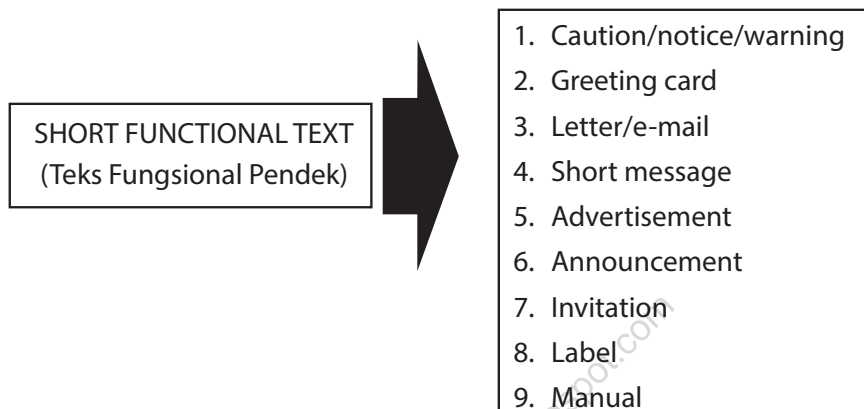 SHORT FUNCTIONAL TEXT
(Teks Fungsional Pendek)
1. Caution/notice/warning
2. Greeting card
3. Letter/e-mail
4. Short message
5. Advertisement
6. Announcement
7. Invitation
8. Label
9. Manual